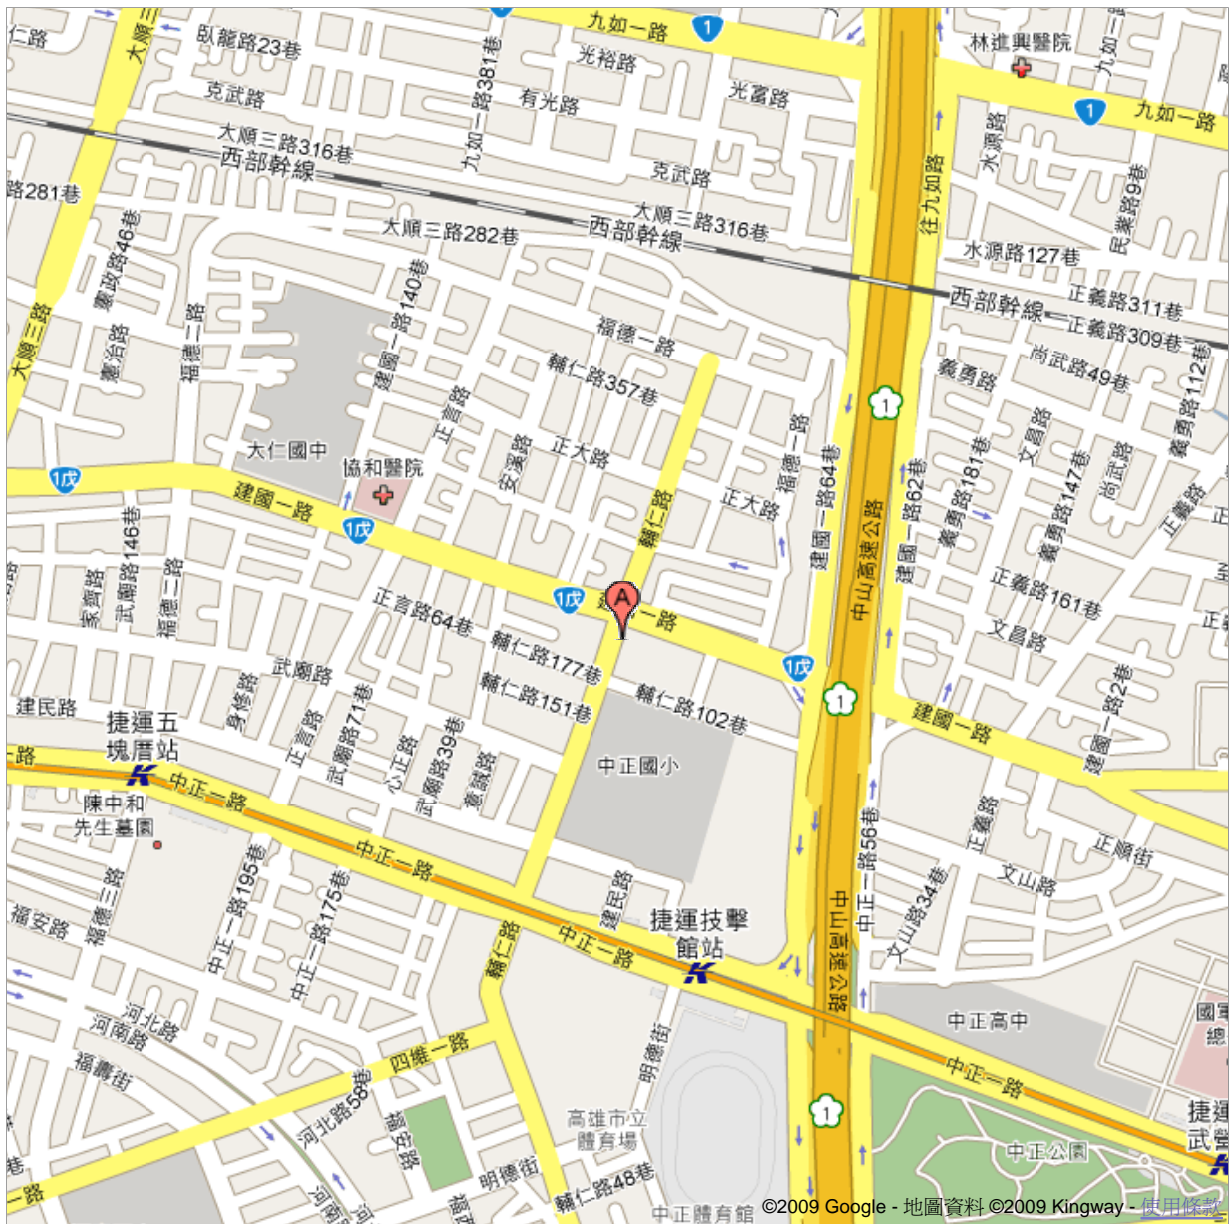 仁路
大順三
臥龍路23巷
九如一路
1
林進興醫院
九如一
光裕路
九如一路381巷
克武路
有光路
光富路
1
九如一路
水源路
大順三路316巷
西部幹線
克武路
往九如路
民業路9巷
路281巷
憲政路46巷
大順三路282巷
大順三路316巷
西部幹線
水源路127巷
西部幹線
正義路311巷
正義路309巷
大順三路
憲治路
福德二路
建國一路140巷
福德一路
輔仁路357巷
尚武路49巷
義勇路
義勇路112巷
1
正言路
大仁國中
協和醫院
安溪路
正大路
福德一路
建國一路64巷
文昌路
尚武路
1戊
建國一路
1戊
輔仁路
正大路
中山高速公路
建國一路62巷
義勇路181巷
義勇路147巷
正義路
武廟路146巷
家齊路
福德二路
正言路64巷
1戊
A
一路
正義路161巷
文昌路
輔仁路177巷
武廟路
輔仁路151巷
輔仁路102巷
1戊
1
建國一路
建國一路2巷
建民路
身修路
正言路
武廟路71巷
捷運五
塊厝站
心正路
武廟路39巷
意誠路
中正國小
一路
中正一路
陳中和
先生墓園
中正一路
中正一路56巷
正義路
正順街
文山路
文山路34巷
福安路
福德三路
中正一路195巷
中正一路175巷
建民路
捷運技擊
館站
中山高速公路
輔仁路
中正一路
中正高中
國軍
總
河北路
河南路
福壽街
四維一路
明德街
中正一路
河北路58巷
福安路
高雄市立
體育場
1
捷運
武營
中正公園
明德街
輔仁路48巷
巷
一路
中正體育館
©2009 Google - 地圖資料 ©2009 Kingway - 使用條款